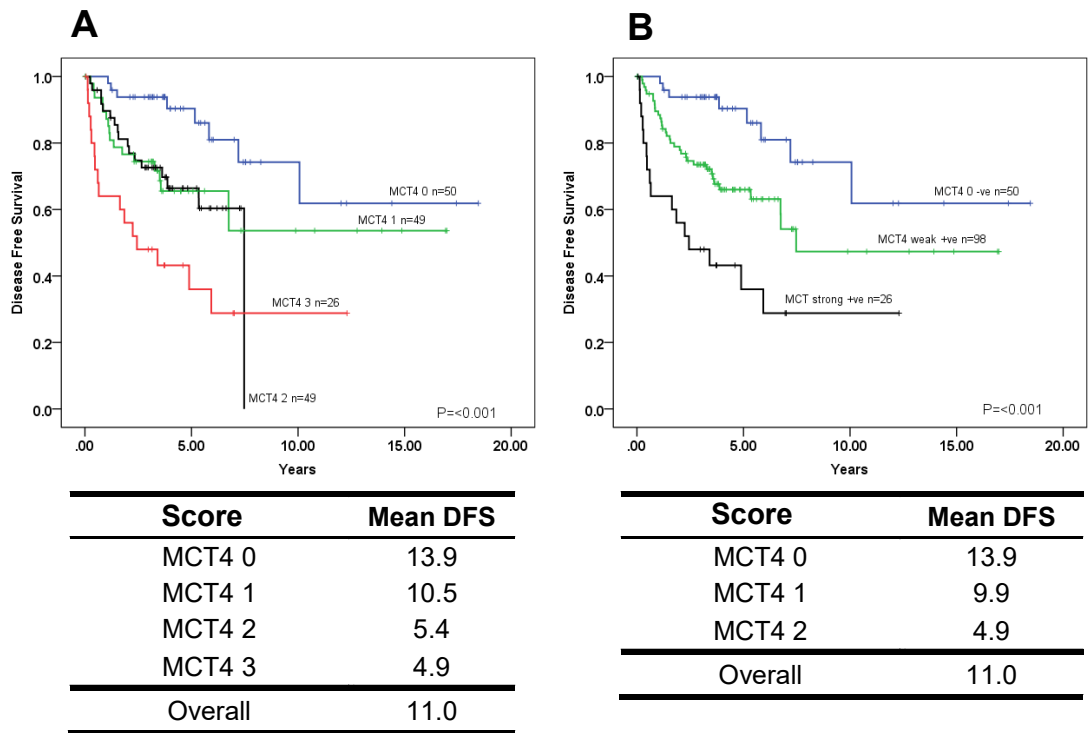 A
1.0
0.8
0.6
0.4
0.2
0.0
Disease Free Survival
MCT4 0 n=50
MCT4 1 n=49
MCT4 3 n=26
MCT4 2 n=49
P=<0.001
.00 5.00 10.00 15.00 20.00
Years
Score Mean DFS
MCT4 0 13.9
MCT4 1 10.5
MCT4 2 5.4
MCT4 3 4.9
Overall 11.0
B
1.0
0.8
0.6
0.4
0.2
0.0
Disease Free Survival
MCT4 0 -ve n=50
MCT4 weak +ve n=98
MCT strong +ve n=26
P=<0.001
.00 5.00 10.00 15.00 20.00
Years
Score Mean DFS
MCT4 0 13.9
MCT4 1 9.9
MCT4 2 4.9
Overall 11.0